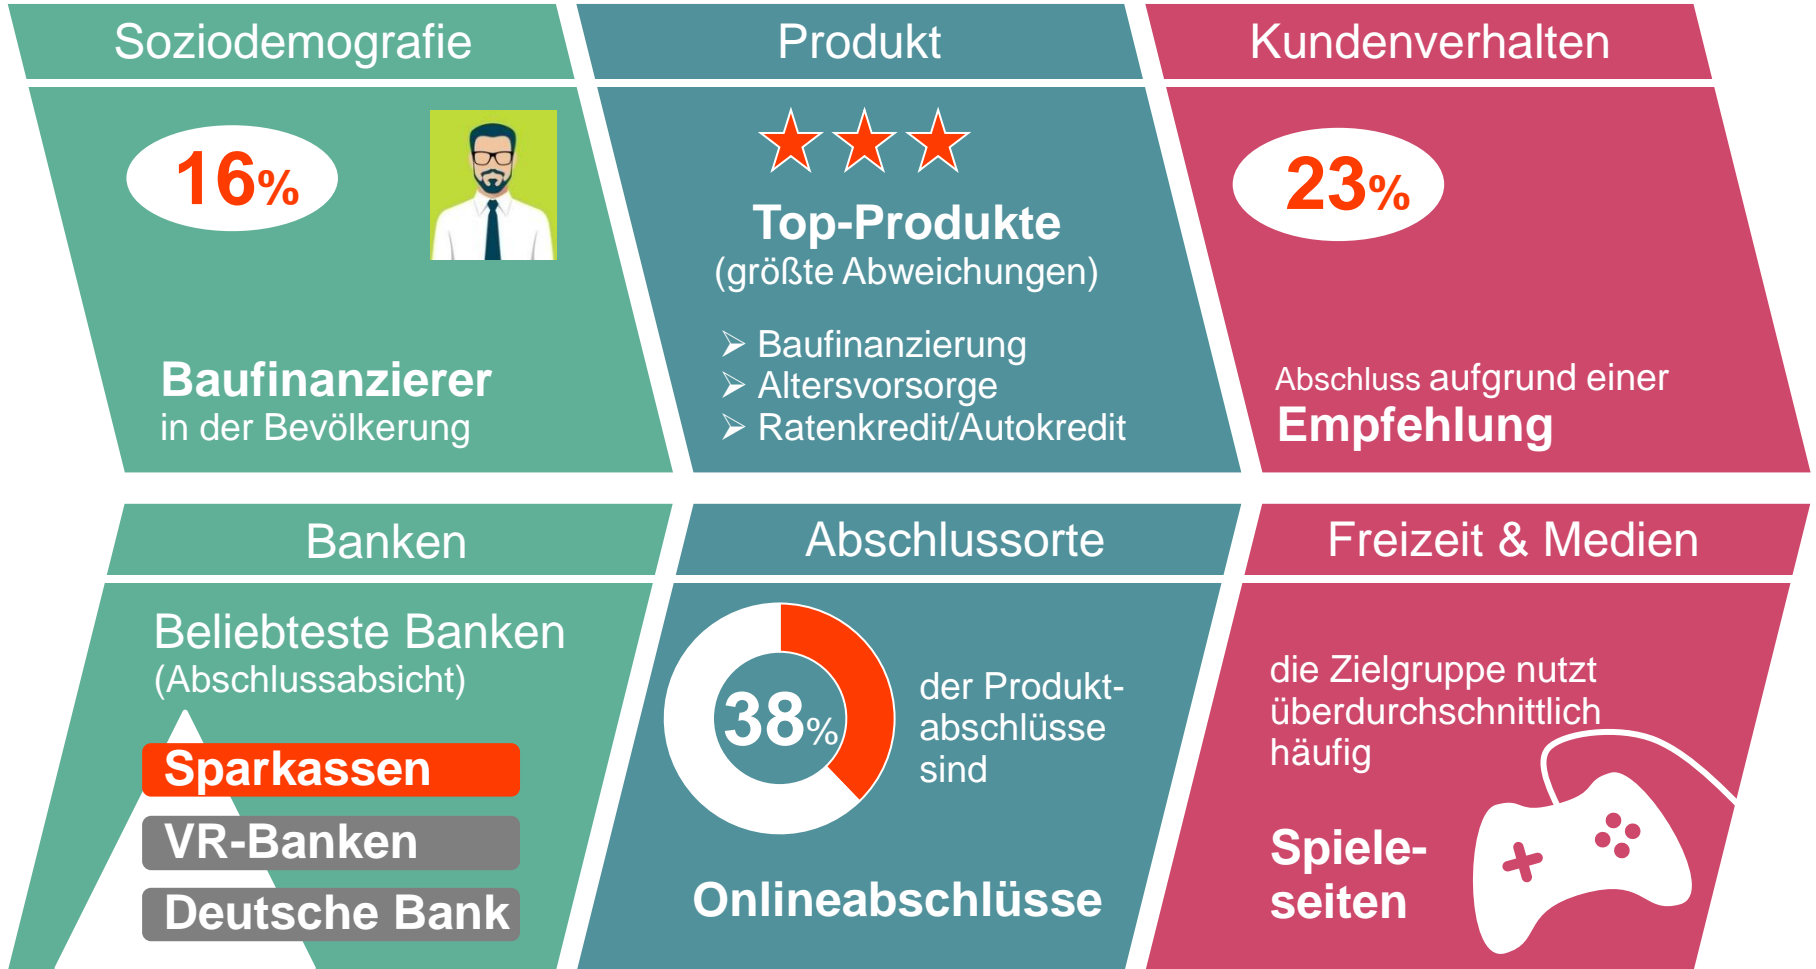 Soziodemografie
16%
Baufinanzierer
in der Bevölkerung
Produkt
Top-Produkte
(größte Abweichungen)
➢ Baufinanzierung
➢ Altersvorsorge
➢ Ratenkredit/Autokredit
Kundenverhalten
23%
Abschluss aufgrund einer
Empfehlung
Banken
Beliebteste Banken
(Abschlussabsicht)
Sparkassen
VR-Banken
Deutsche Bank
Abschlussorte
38%
der Produkt-
abschlüsse
sind
Onlineabschlüsse
Freizeit & Medien
die Zielgruppe nutzt
überdurchschnittlich
häufig
Spiele-
seiten